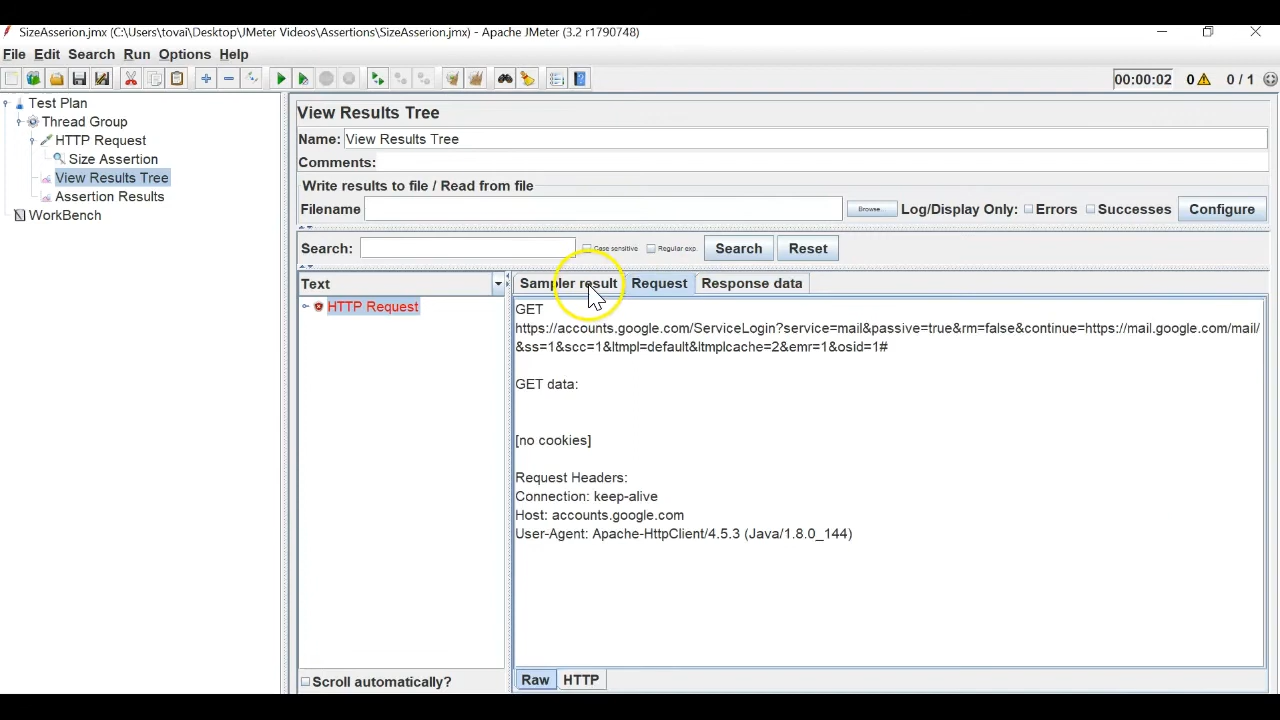 SizeAsserion.jmx (C:\Users\tovai\Desktop\JMeter Videos\Assertions\SizeAsserion.jmx) - Apache JMeter (3.2 r1790748)
File Edit Search Run Options Help
00:00:02 0 0 / 1
Test Plan
Thread Group
HTTP Request
Size Assertion
View Results Tree
Assertion Results
WorkBench
View Results Tree
Name: View Results Tree
Comments:
Write results to file / Read from file
Filename Browse... Log/Display Only: Errors Successes Configure
Search: Case sensitive Regular exp. Search Reset
Text
HTTP Request
Scroll automatically?
Sampler result Request Response data
GET
https://accounts.google.com/ServiceLogin?service=mail&passive=true&rm=false&continue=https://mail.google.com/mail/
&ss=1&scc=1&ltmpl=default&ltmplcache=2&emr=1&osid=1#
GET data:
[no cookies]
Request Headers:
Connection: keep-alive
Host: accounts.google.com
User-Agent: Apache-HttpClient/4.5.3 (Java/1.8.0_144)
Raw HTTP